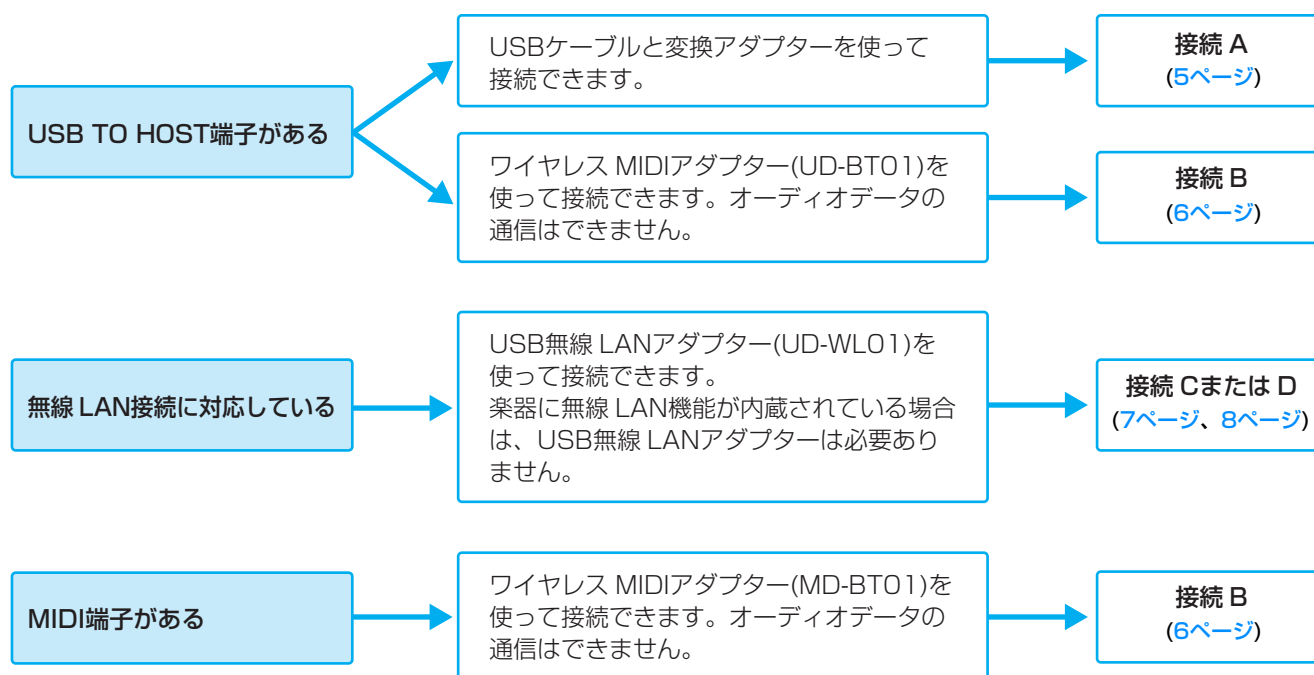 USB TO HOST端子がある
USBケーブルと変換アダプターを使って
接続できます。
接続 A
(5ページ)
ワイヤレス MIDIアダプター(UD-BT01)を
使って接続できます。オーディオデータの
通信はできません。
接続 B
(6ページ)
無線 LAN接続に対応している
USB無線 LANアダプター(UD-WL01)を
使って接続できます。
楽器に無線 LAN機能が内蔵されている場合
は、USB無線 LANアダプターは必要あり
ません。
接続 Cまたは D
(7ページ、8ページ)
MIDI端子がある
ワイヤレス MIDIアダプター(MD-BT01)を
使って接続できます。オーディオデータの
通信はできません。
接続 B
(6ページ)